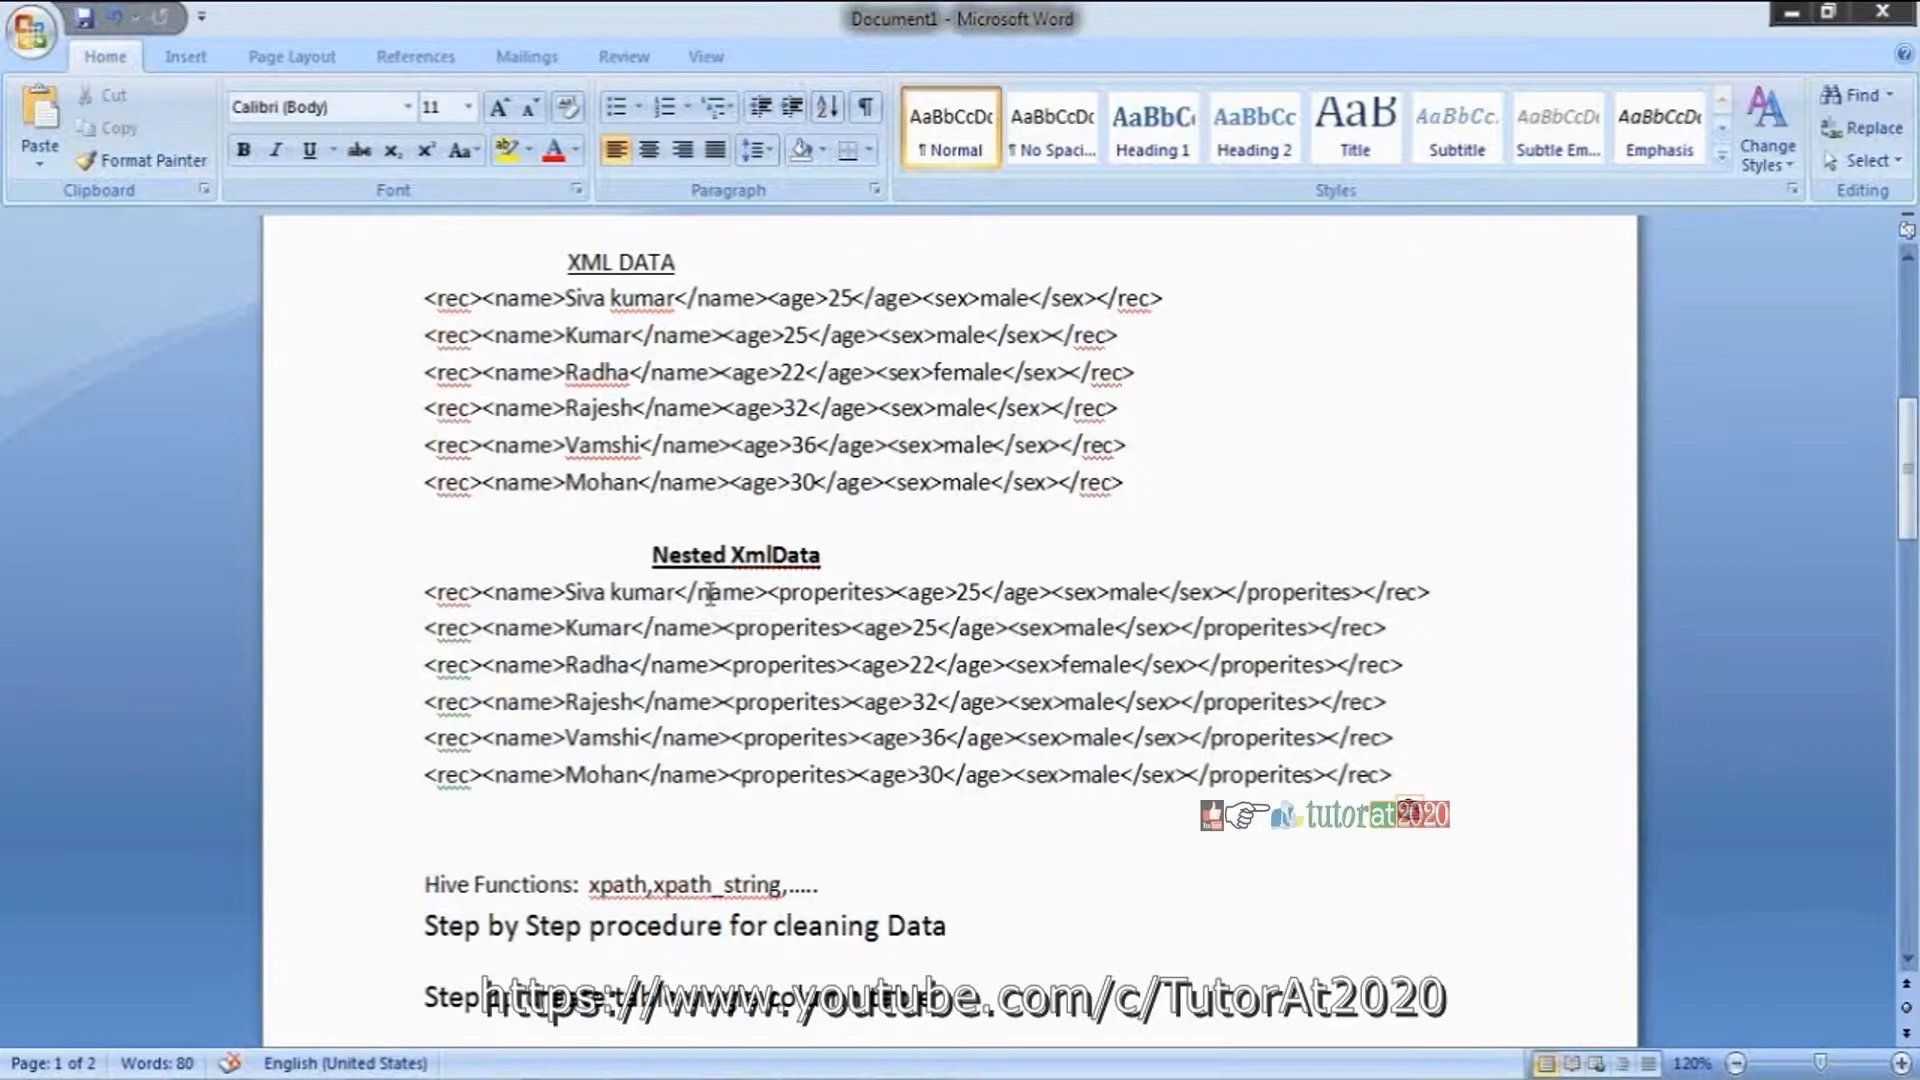 Document1 - Microsoft Word
Home Insert Page Layout References Mailings Review View
Cut
Copy
Paste
Format Painter
Clipboard
Calibri (Body) 11
Font
Paragraph
AaBbCcDc AaBbCcDc AaBbC AaBbCc AaB AaBbCc. AaBbCcDc AaBbCcDc
¶ Normal ¶ No Spaci... Heading 1 Heading 2 Title Subtitle Subtle Em... Emphasis
Change Styles
Styles
Find
Replace
Select
Editing
XML DATA
<rec><name>Siva kumar</name><age>25</age><sex>male</sex></rec>
<rec><name>Kumar</name><age>25</age><sex>male</sex></rec>
<rec><name>Radha</name><age>22</age><sex>female</sex></rec>
<rec><name>Rajesh</name><age>32</age><sex>male</sex></rec>
<rec><name>Vamshi</name><age>36</age><sex>male</sex></rec>
<rec><name>Mohan</name><age>30</age><sex>male</sex></rec>
Nested XmlData
<rec><name>Siva kumar</name><properites><age>25</age><sex>male</sex></properites></rec>
<rec><name>Kumar</name><properites><age>25</age><sex>male</sex></properites></rec>
<rec><name>Radha</name><properites><age>22</age><sex>female</sex></properites></rec>
<rec><name>Rajesh</name><properites><age>32</age><sex>male</sex></properites></rec>
<rec><name>Vamshi</name><properites><age>36</age><sex>male</sex></properites></rec>
<rec><name>Mohan</name><properites><age>30</age><sex>male</sex></properites></rec>
tutorat2020
Hive Functions: xpath,xpath_string,.....
Step by Step procedure for cleaning Data
Step
https://www.youtube.com/c/TutorAt2020
Page: 1 of 2 Words: 80 English (United States) 120%